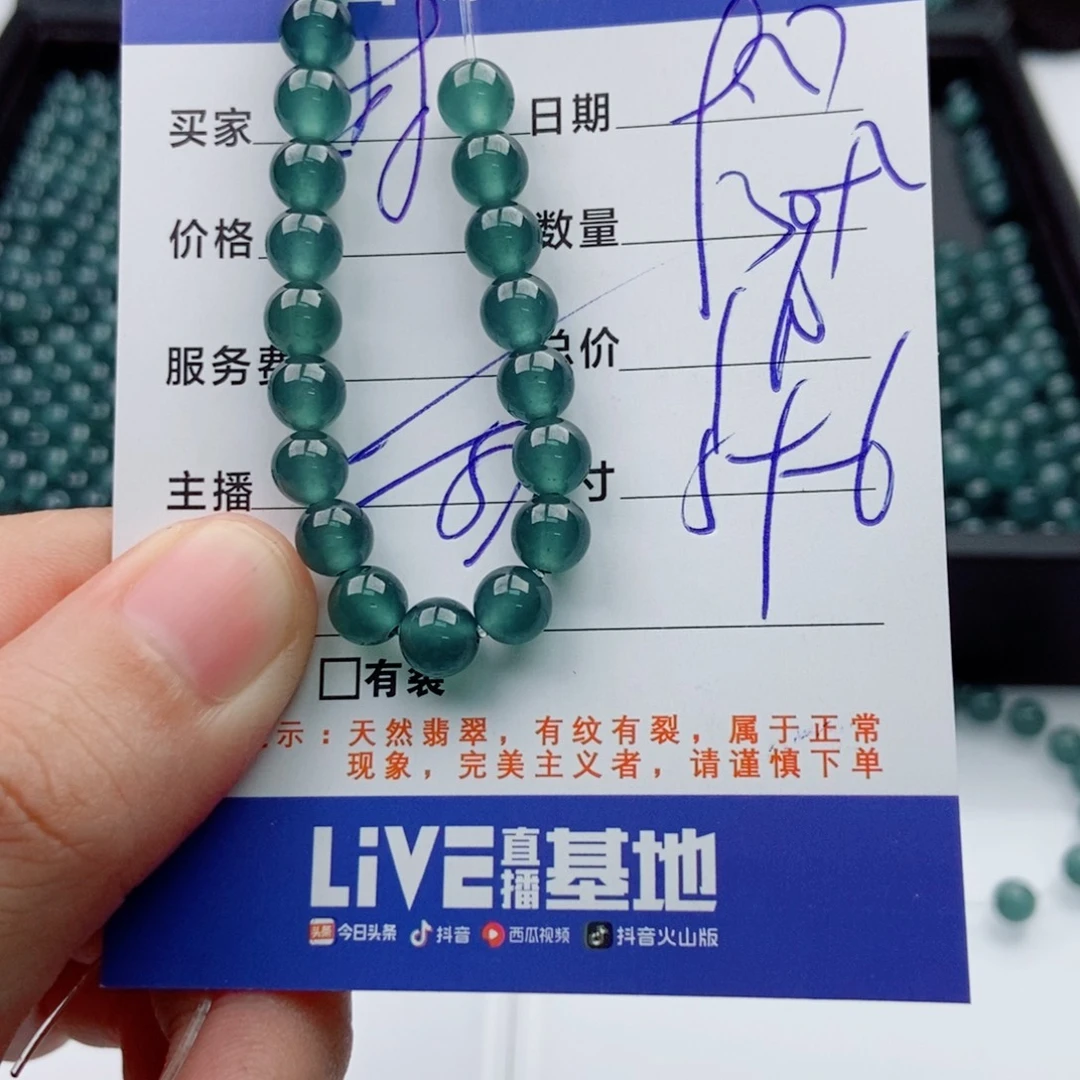 买家 日期
价格 数量
服务费 总价
主播 寸
有裂
示：天然翡翠，有纹有裂，属于正常
现象，完美主义者，请谨慎下单
LiVE直播基地
头条 今日头条 抖音 西瓜视频 抖音火山版